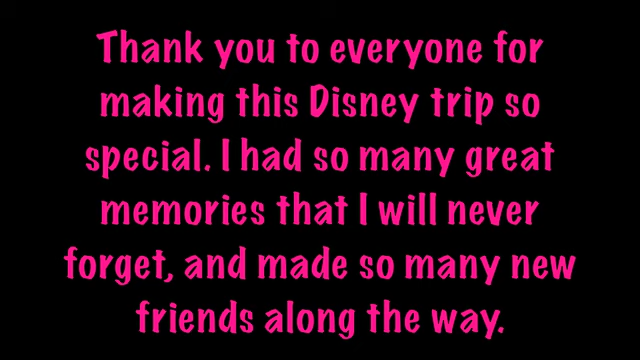 Thank you to everyone for
making this Disney trip so
special. I had so many great
memories that I will never
forget, and made so many new
friends along the way.